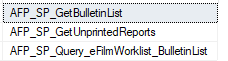 AFP_SP_GetBulletinList
AFP_SP_GetUnprintedReports
AFP_SP_Query_eFilmWorklist_BulletinList